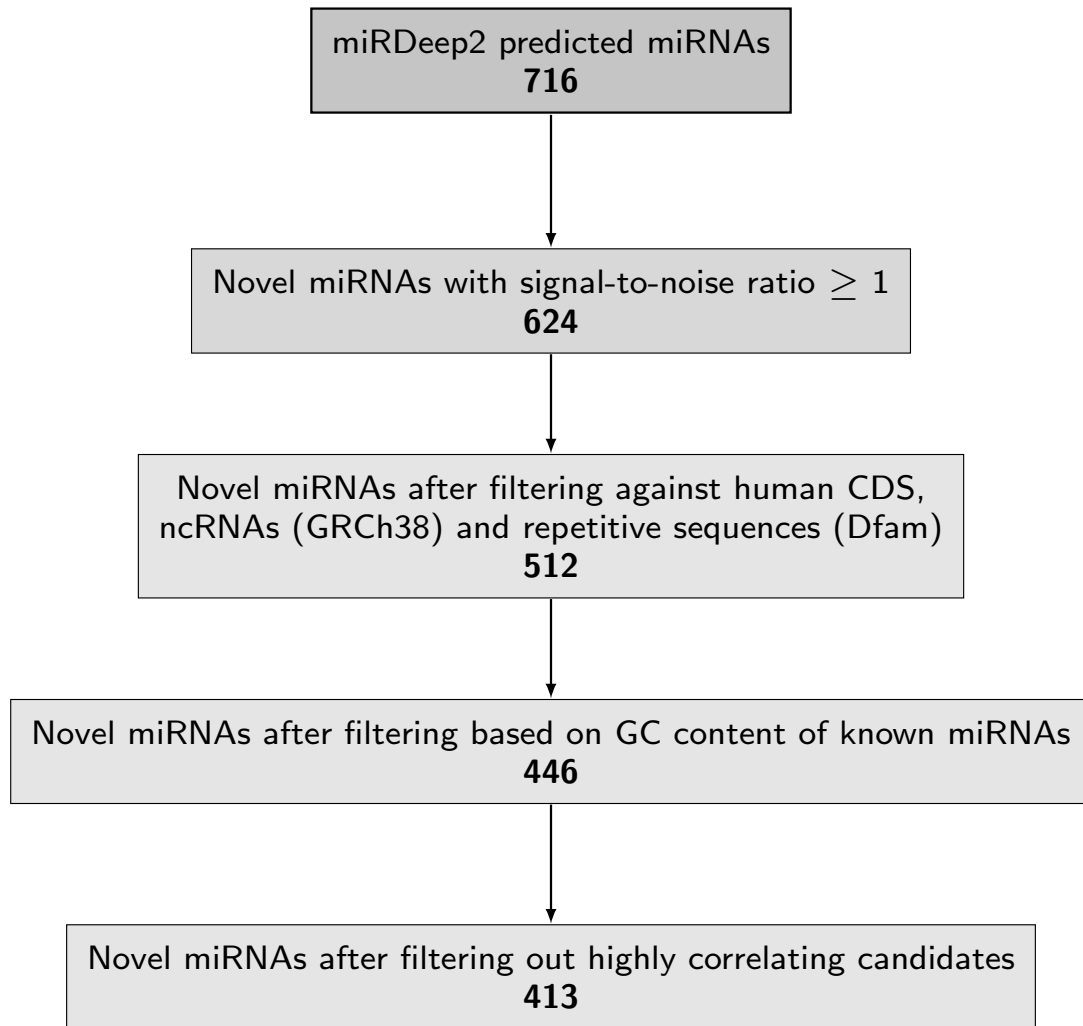 miRDeep2 predicted miRNAs
716
Novel miRNAs with signal-to-noise ratio ≥ 1
624
Novel miRNAs after filtering against human CDS,
ncRNAs (GRCh38) and repetitive sequences (Dfam)
512
Novel miRNAs after filtering based on GC content of known miRNAs
446
Novel miRNAs after filtering out highly correlating candidates
413